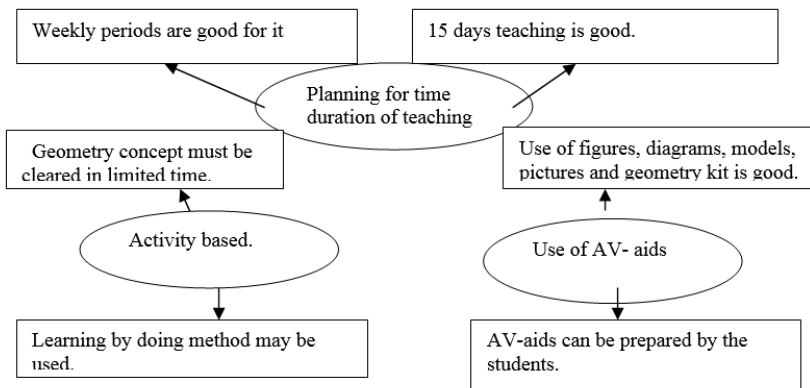 Weekly periods are good for it
15 days teaching is good.
Planning for time
duration of teaching
Geometry concept must be
cleared in limited time.
Use of figures, diagrams, models,
pictures and geometry kit is good.
Activity based.
Use of AV- aids
Learning by doing method may be
used.
AV-aids can be prepared by the
students.